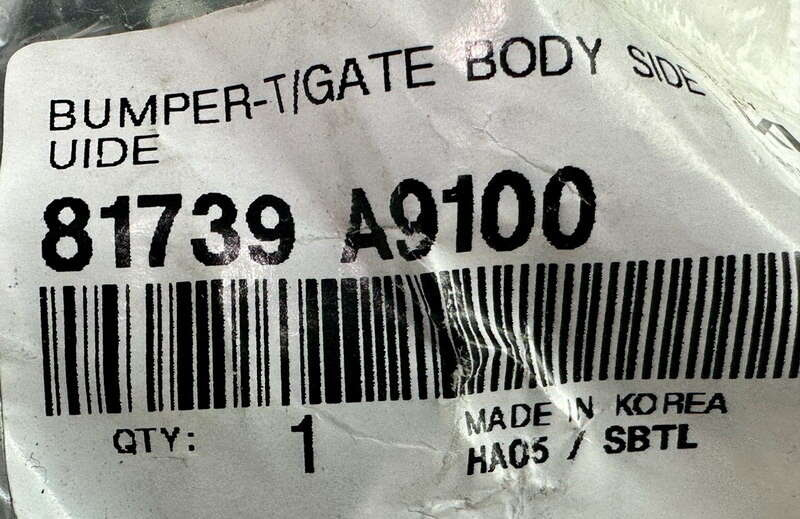 BUMPER-T/GATE BODY SIDE
UIDE
81739 A9100
QTY: 1
MADE IN KOREA
HA05 / SBTL